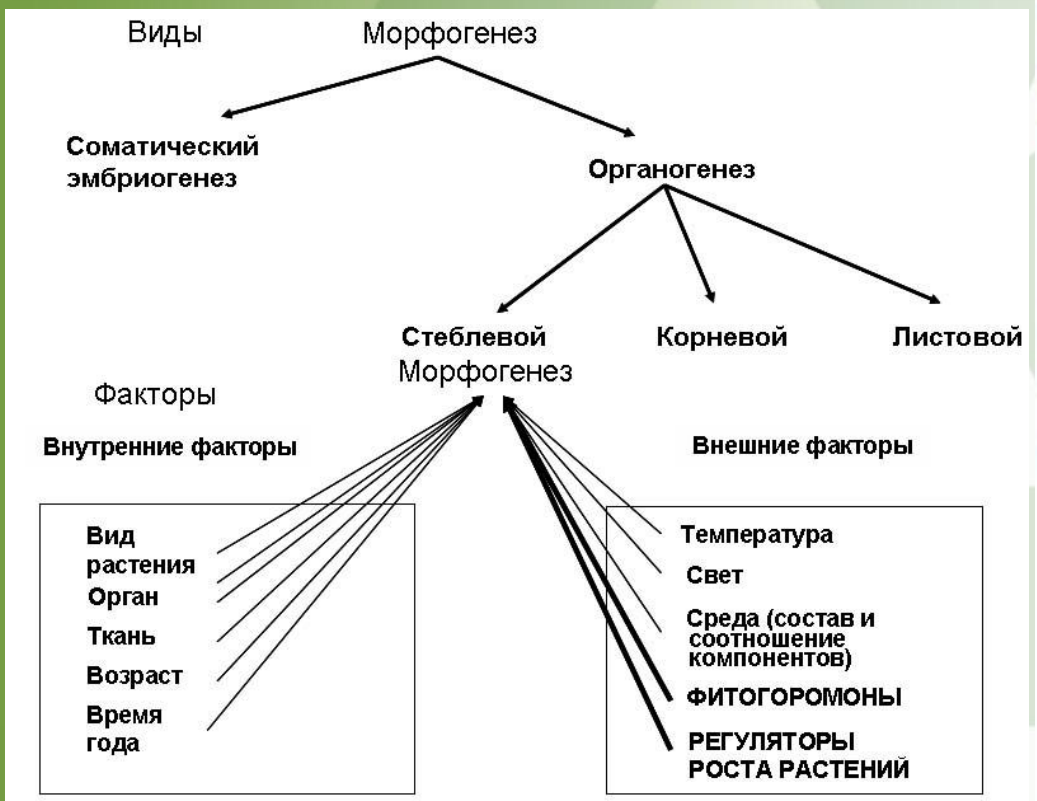 Виды
Морфогенез
Соматический
эмбриогенез
Органогенез
Стеблевой
Корневой
Листовой
Морфогенез
Факторы
Внутренние факторы
Внешние факторы
Вид
растения
Орган
Ткань
Возраст
Время
года
Температура
Свет
Среда (состав и
соотношение
компонентов)
ФИТОГОРОМОНЫ
РЕГУЛЯТОРЫ
РОСТА РАСТЕНИЙ